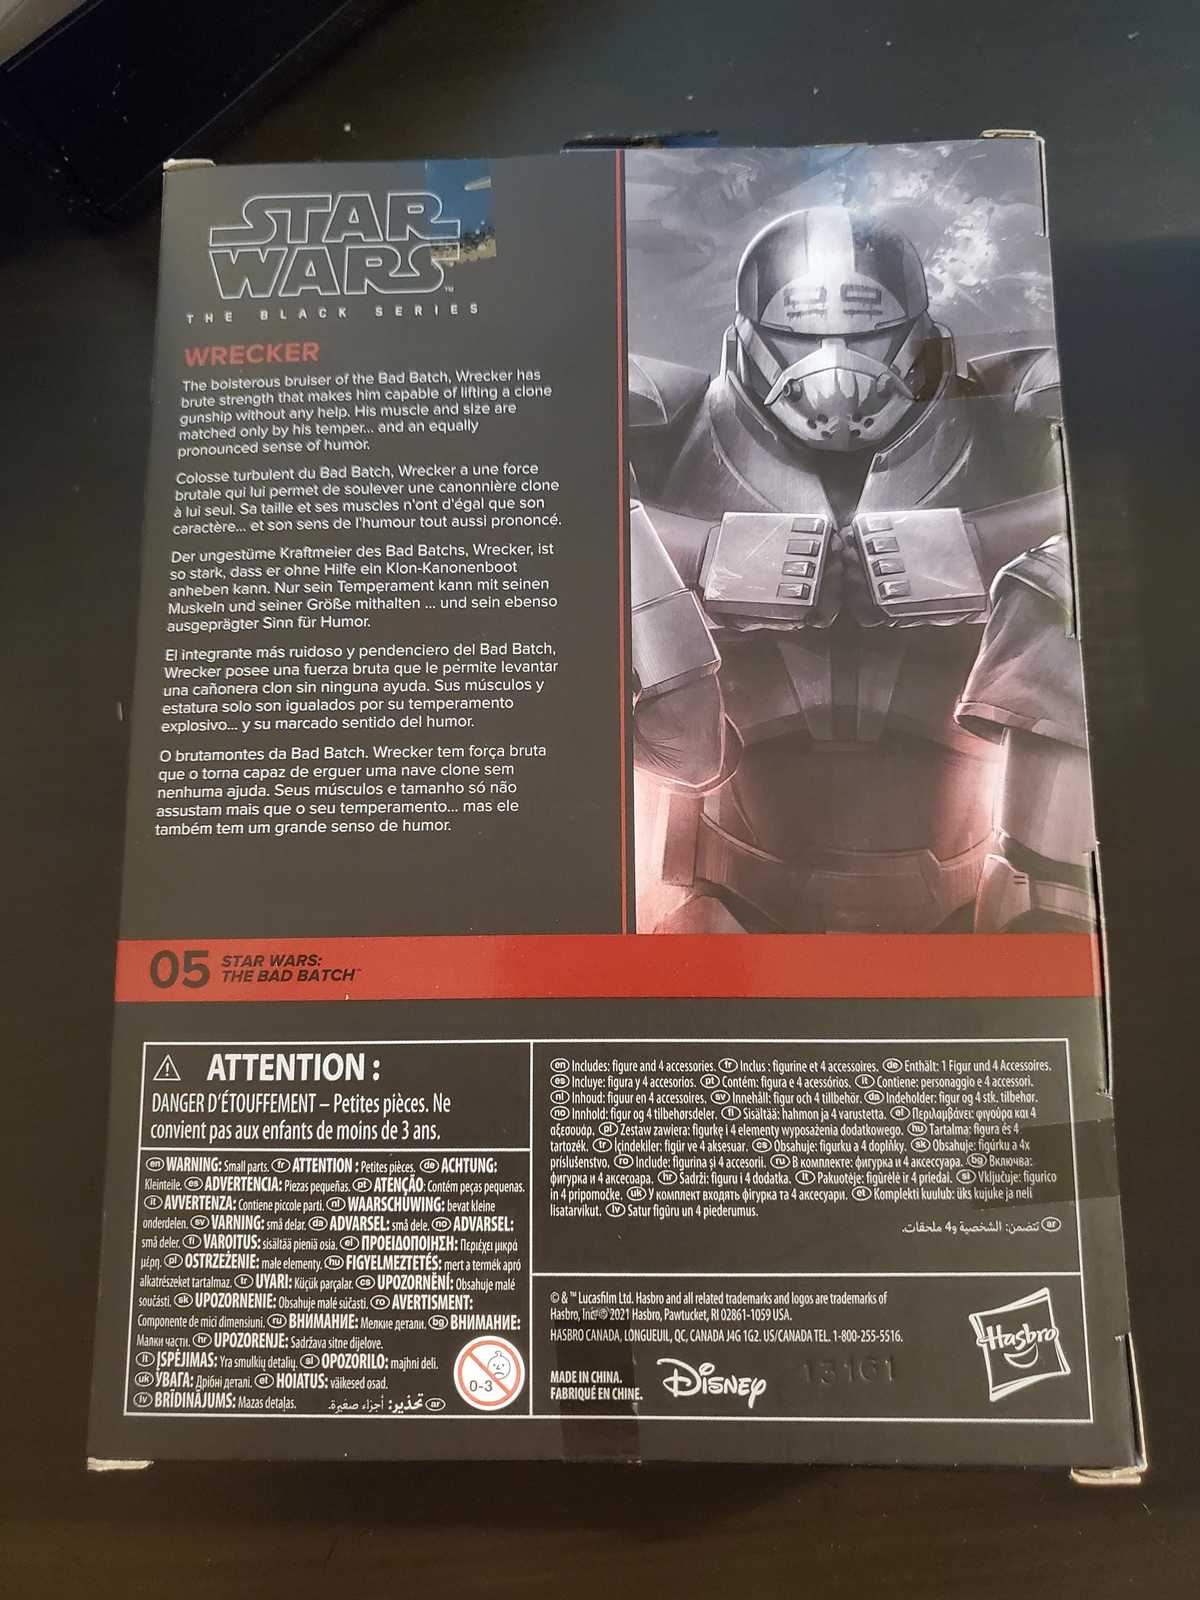 STAR
WARS
™
THE BLACK SERIES
WRECKER
The boisterous bruiser of the Bad Batch, Wrecker has
brute strength that makes him capable of lifting a clone
gunship without any help. His muscle and size are
matched only by his temper... and an equally
pronounced sense of humor.
Colosse turbulent du Bad Batch, Wrecker a une force
brutale qui lui permet de soulever une canonnière clone
à lui seul. Sa taille et ses muscles n'ont d'égal que son
caractère... et son sens de l'humour tout aussi prononcé.
Der ungestüme Kraftmeier des Bad Batchs, Wrecker, ist
so stark, dass er ohne Hilfe ein Klon-Kanonenboot
anheben kann. Nur sein Temperament kann mit seinen
Muskeln und seiner Größe mithalten ... und sein ebenso
ausgeprägter Sinn für Humor.
El integrante más ruidoso y pendenciero del Bad Batch,
Wrecker posee una fuerza bruta que le permite levantar
una cañonera clon sin ninguna ayuda. Sus músculos y
estatura solo son igualados por su temperamento
explosivo... y su marcado sentido del humor.
O brutamontes da Bad Batch. Wrecker tem força bruta
que o torna capaz de erguer uma nave clone sem
nenhuma ajuda. Seus músculos e tamanho só não
assustam mais que o seu temperamento... mas ele
também tem um grande senso de humor.
05 STAR WARS:
THE BAD BATCH™
ATTENTION :
DANGER D'ÉTOUFFEMENT – Petites pièces. Ne
convient pas aux enfants de moins de 3 ans.
en WARNING: Small parts. fr ATTENTION : Petites pièces. de ACHTUNG:
Kleinteile. es ADVERTENCIA: Piezas pequeñas. pt ATENÇÃO: Contém peças pequenas.
it AVVERTENZA: Contiene piccole parti. nl WAARSCHUWING: bevat kleine
onderdelen. sv VARNING: små delar. da ADVARSEL: små dele. no ADVARSEL:
små deler. fi VAROITUS: sisältää pieniä osia. el ΠΡΟΕΙΔΟΠΟΙΗΣΗ: Περιέχει μικρά
μέρη. pl OSTRZEŻENIE: małe elementy. hu FIGYELMEZTETÉS: mert a termék apró
alkatrészeket tartalmaz. tr UYARI: Küçük parçalar. cs UPOZORNĚNÍ: Obsahuje malé
součásti. sk UPOZORNENIE: Obsahuje malé súčasti. ro AVERTISMENT:
Componente de mici dimensiuni. ru ВНИМАНИЕ: Мелкие детали. bg ВНИМАНИЕ:
Малки части. hr UPOZORENJE: Sadržava sitne dijelove.
lt ĮSPĖJIMAS: Yra smulkių detalių. sl OPOZORILO: majhni deli.
uk УВАГА: Дрібні деталі. et HOIATUS: väikesed osad.
lv BRĪDINĀJUMS: Mazas detaļas. ar تحذير: أجزاء صغيرة.
0-3
en Includes: figure and 4 accessories. fr Inclus : figurine et 4 accessoires. de Enthält: 1 Figur und 4 Accessoires.
es Incluye: figura y 4 accesorios. pt Contém: figura e 4 acessórios. it Contiene: personaggio e 4 accessori.
nl Inhoud: figuur en 4 accessoires. sv Innehåll: figur och 4 tillbehör. da Indeholder: figur og 4 stk. tilbehør.
no Innhold: figur og 4 tilbehørsdeler. fi Sisältää: hahmon ja 4 varustetta. el Περιλαμβάνει: φιγούρα και 4
αξεσουάρ. pl Zestaw zawiera: figurkę i 4 elementy wyposażenia dodatkowego. hu Tartalma: figura és 4
tartozék. tr İçindekiler: figür ve 4 aksesuar. cs Obsahuje: figurku a 4 doplňky. sk Obsahuje: figúrku a 4x
príslušenstvo. ro Include: figurina și 4 accesorii. ru В комплекте: фигурка и 4 аксессуара. bg Включва:
фигурка и 4 аксесоара. hr Sadrži: figuru i 4 dodatka. lt Pakuotėje: figūrėlė ir 4 priedai. sl Vključuje: figurico
in 4 pripomočke. uk У комплект входять фігурка та 4 аксесуари. et Komplekti kuulub: üks kujuke ja neli
lisatarvikut. lv Satur figūru un 4 piederumus.
ar تتضمن: الشخصية و4 ملحقات.
© & ™ Lucasfilm Ltd. Hasbro and all related trademarks and logos are trademarks of
Hasbro, Inc. © 2021 Hasbro, Pawtucket, RI 02861-1059 USA.
HASBRO CANADA, LONGUEUIL, QC, CANADA J4G 1G2. US/CANADA TEL. 1-800-255-5516.
MADE IN CHINA.
FABRIQUÉ EN CHINE.
Disney
13161
Hasbro